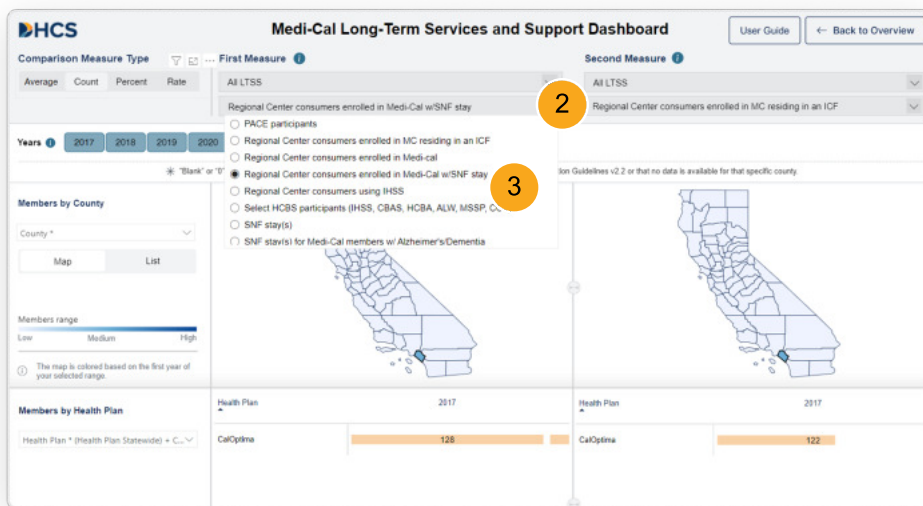 DHCS
Medi-Cal Long-Term Services and Support Dashboard
User Guide
← Back to Overview
Comparison Measure Type
First Measure
Second Measure
Average Count Percent Rate
All LTSS
All LTSS
Regional Center consumers enrolled in Medi-Cal w/SNF stay
2
Regional Center consumers enrolled in MC residing in an ICF
PACE participants
Regional Center consumers enrolled in MC residing in an ICF
Regional Center consumers enrolled in Medi-cal
Regional Center consumers enrolled in Medi-Cal w/SNF stay
Regional Center consumers using IHSS
Select HCBS participants (IHSS, CBAS, HCBA, ALW, MSSP,
SNF stay(s)
SNF stay(s) for Medi-Cal members w/ Alzheimer's/Dementia
3
Years 2017 2018 2019 2020
"Blank" or "0"
Guidelines v2.2 or that no data is available for that specific county.
Members by County
County *
Map List
Members range
Low Medium High
The map is colored based on the first year of
your selected range.
Members by Health Plan
Health Plan * (Health Plan Statewide) + C...
Health Plan 2017
CalOptima 128
Health Plan 2017
CalOptima 122